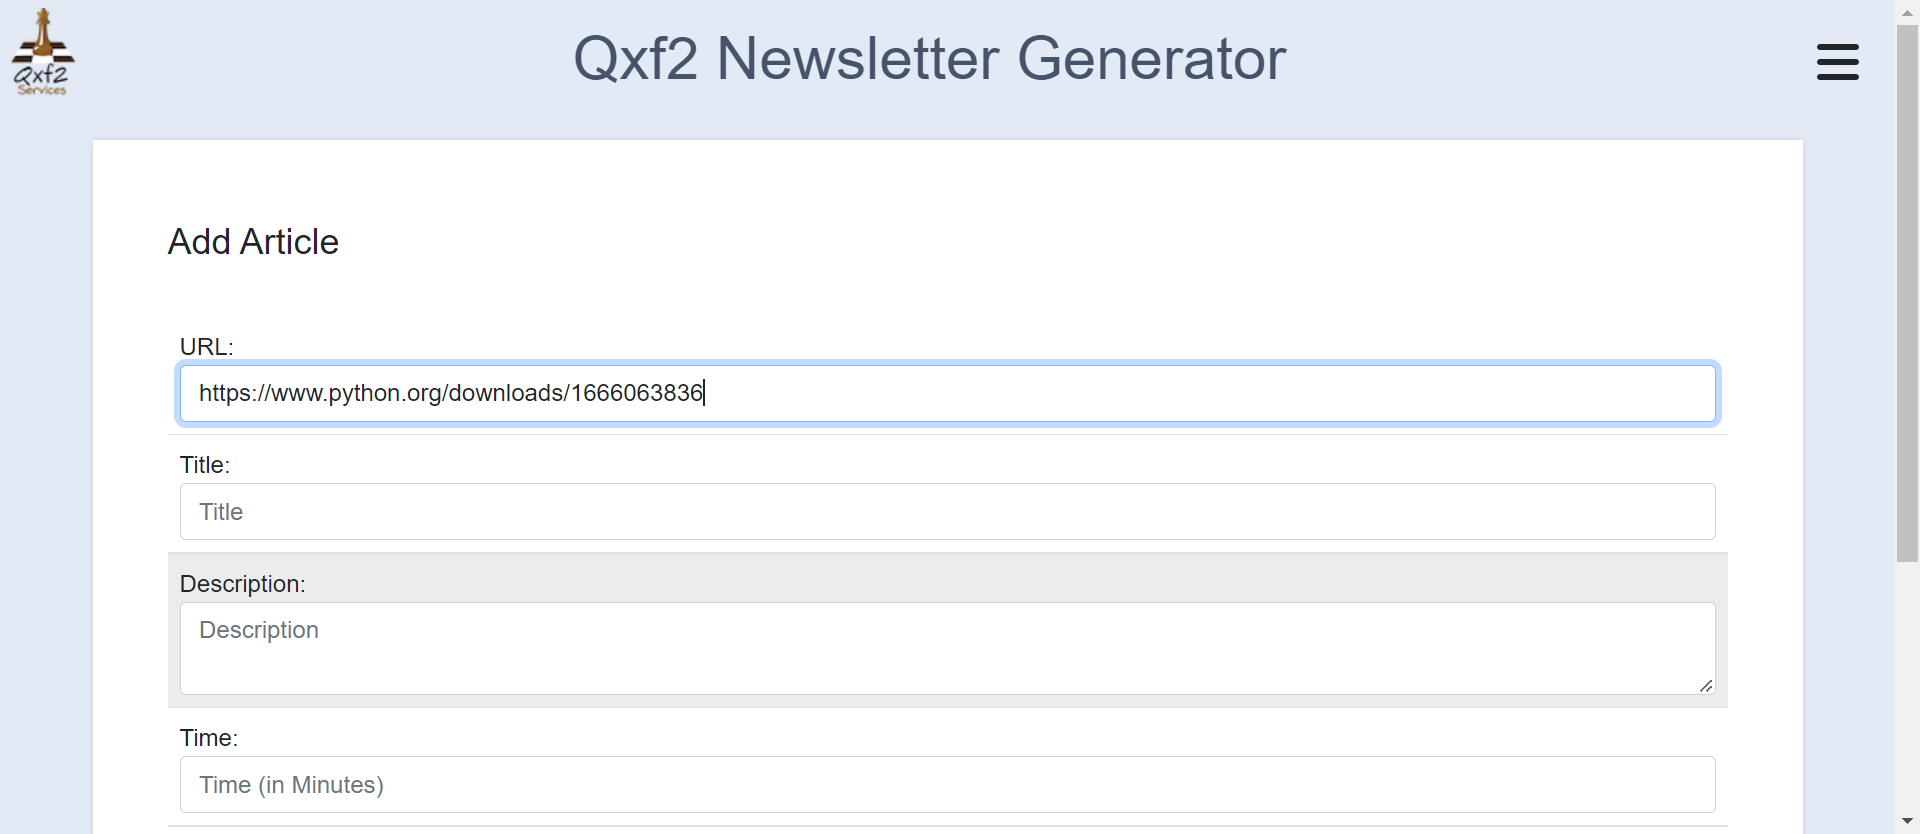 Qxf2
Services
Qxf2 Newsletter Generator
Add Article
URL:
https://www.python.org/downloads/1666063836
Title:
Title
Description:
Description
Time:
Time (in Minutes)